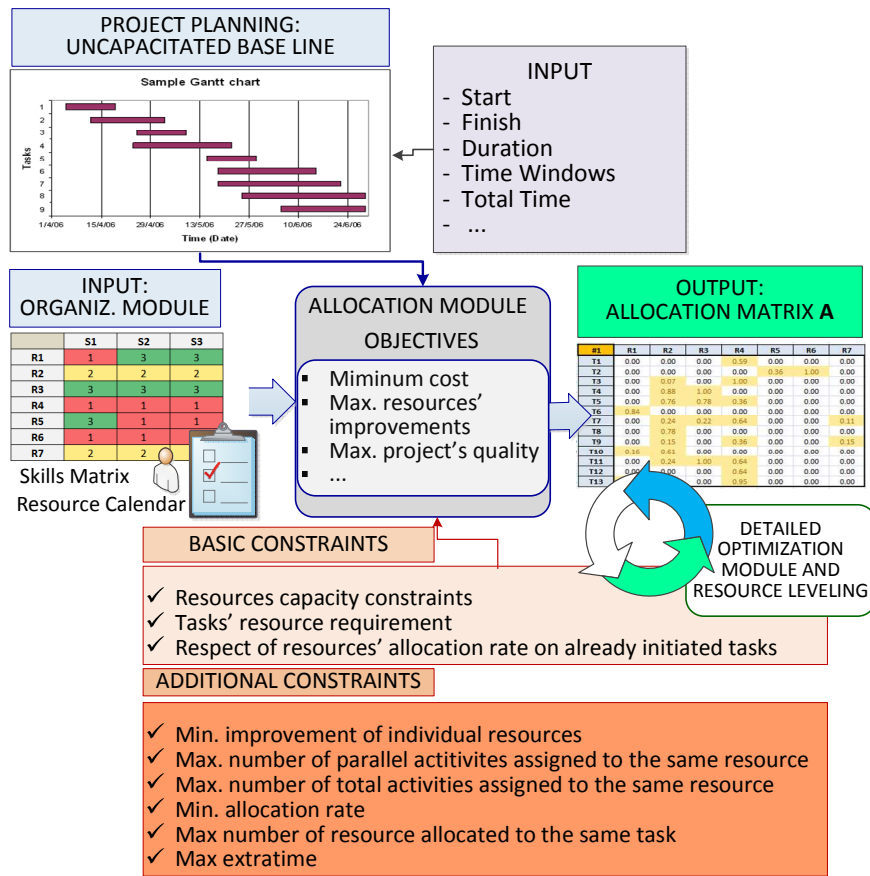 PROJECT PLANNING:
UNCAPACITATED BASE LINE
Sample Gantt chart
Tasks
1
2
3
4
5
6
7
8
9
1/4/06 15/4/06 29/4/06 13/5/06 27/5/06 10/6/06 24/6/06
Time (Date)
INPUT
- Start
- Finish
- Duration
- Time Windows
- Total Time
- ...
INPUT:
ORGANIZ. MODULE
S1 S2 S3
R1 1 3 3
R2 2 2 2
R3 3 3 3
R4 1 1 1
R5 3 1 1
R6 1 1
R7 2 2
Skills Matrix
Resource Calendar
ALLOCATION MODULE
OBJECTIVES
▪ Miminum cost
▪ Max. resources'
improvements
▪ Max. project's quality
▪ ...
OUTPUT:
ALLOCATION MATRIX A
#1 R1 R2 R3 R4 R5 R6 R7
T1 0.00 0.00 0.00 0.59 0.00 0.00 0.00
T2 0.00 0.00 0.00 0.00 0.36 1.00 0.00
T3 0.00 0.07 0.00 1.00 0.00 0.00 0.00
T4 0.00 0.88 1.00 0.00 0.00 0.00 0.00
T5 0.00 0.76 0.78 0.36 0.00 0.00 0.00
T6 0.84 0.00 0.00 0.00 0.00 0.00 0.00
T7 0.00 0.24 0.22 0.64 0.00 0.00 0.11
T8 0.00 0.78 0.00 0.00 0.00 0.00 0.00
T9 0.00 0.15 0.00 0.36 0.00 0.00 0.15
T10 0.16 0.61 0.00 0.00 0.00 0.00 0.00
T11 0.00 0.24 1.00 0.64 0.00 0.00 0.00
T12 0.00 0.00 0.64 0.00 0.00 0.00
T13 0.00 0.95 0.00 0.00 0.00
DETAILED
OPTIMIZATION
MODULE AND
RESOURCE LEVELING
BASIC CONSTRAINTS
✓ Resources capacity constraints
✓ Tasks' resource requirement
✓ Respect of resources' allocation rate on already initiated tasks
ADDITIONAL CONSTRAINTS
✓ Min. improvement of individual resources
✓ Max. number of parallel actitivites assigned to the same resource
✓ Max. number of total activities assigned to the same resource
✓ Min. allocation rate
✓ Max number of resource allocated to the same task
✓ Max extratime